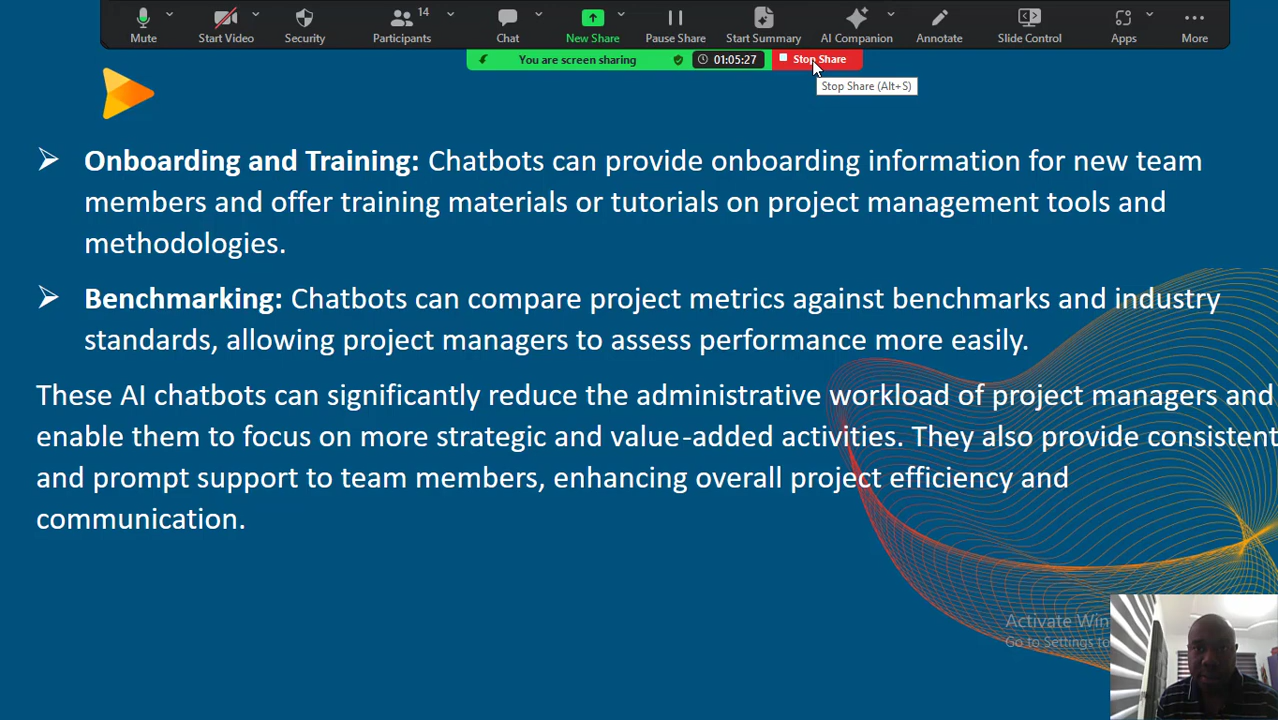 14
Mute
Start Video
Security
Participants
Chat
New Share
Pause Share
Start Summary
AI Companion
Annotate
Slide Control
Apps
More
You are screen sharing
01:05:27
Stop Share
Stop Share (Alt+S)
Onboarding and Training: Chatbots can provide onboarding information for new team
members and offer training materials or tutorials on project management tools and
methodologies.
Benchmarking: Chatbots can compare project metrics against benchmarks and industry
standards, allowing project managers to assess performance more easily.
These AI chatbots can significantly reduce the administrative workload of project managers and
enable them to focus on more strategic and value-added activities. They also provide consistent
and prompt support to team members, enhancing overall project efficiency and
communication.
Activate Win
Go to Settings to